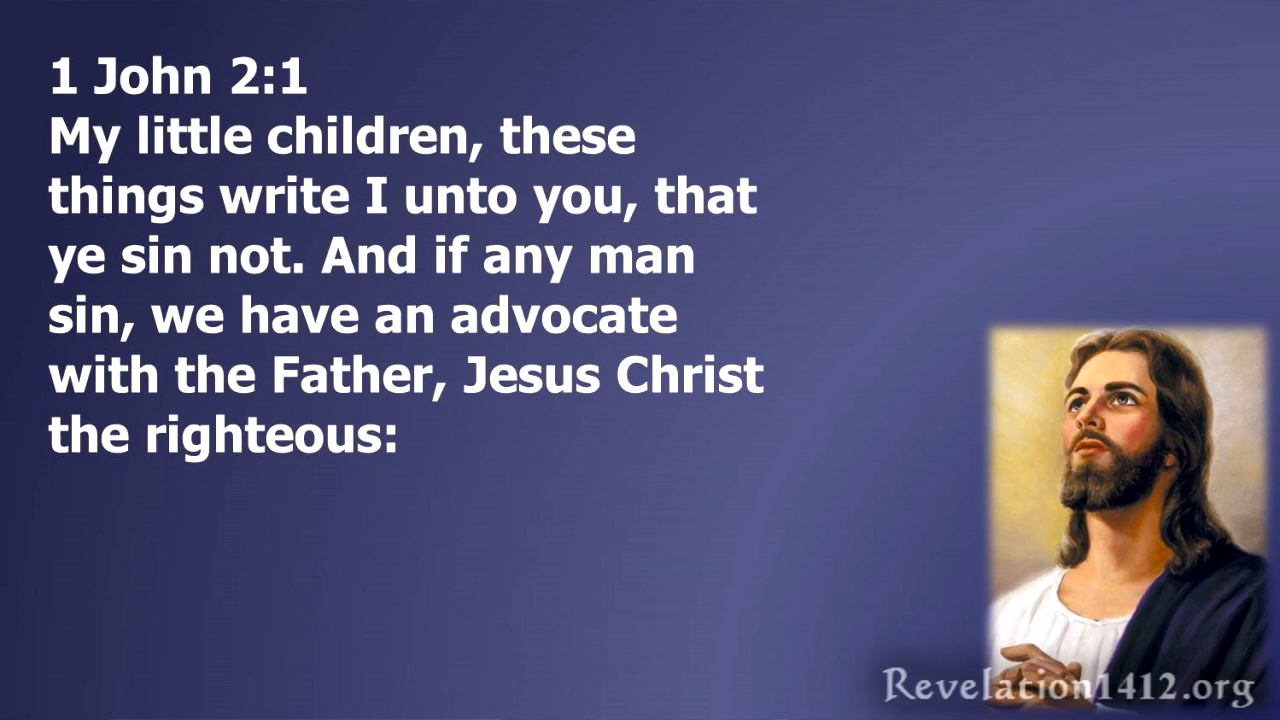 1 John 2:1
My little children, these
things write I unto you, that
ye sin not. And if any man
sin, we have an advocate
with the Father, Jesus Christ
the righteous:
Revelation1412.org